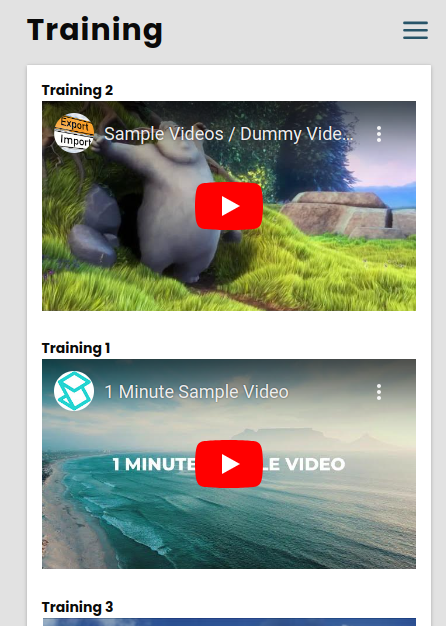 Training
Training 2
Export
Import
Sample Videos / Dummy Vide...
Training 1
1 Minute Sample Video
1 MINUTE LE VIDEO
Training 3